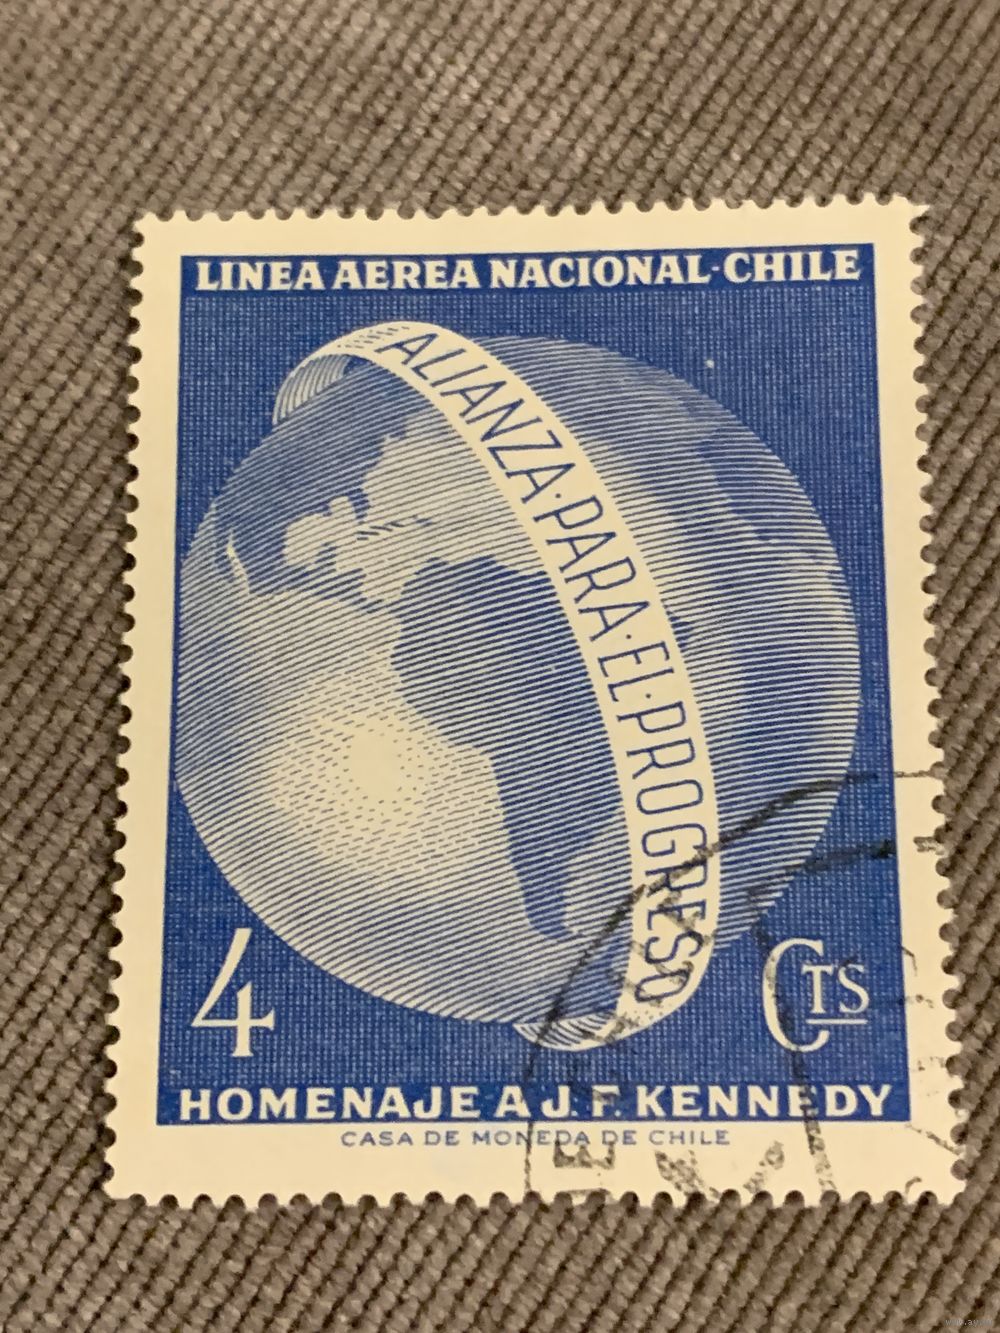 LINEA AEREA NACIONAL-CHILE
ALIANZA·PARA·EL·PROGRESO
4 CTS
HOMENAJE A J. F. KENNEDY
CASA DE MONEDA DE CHILE